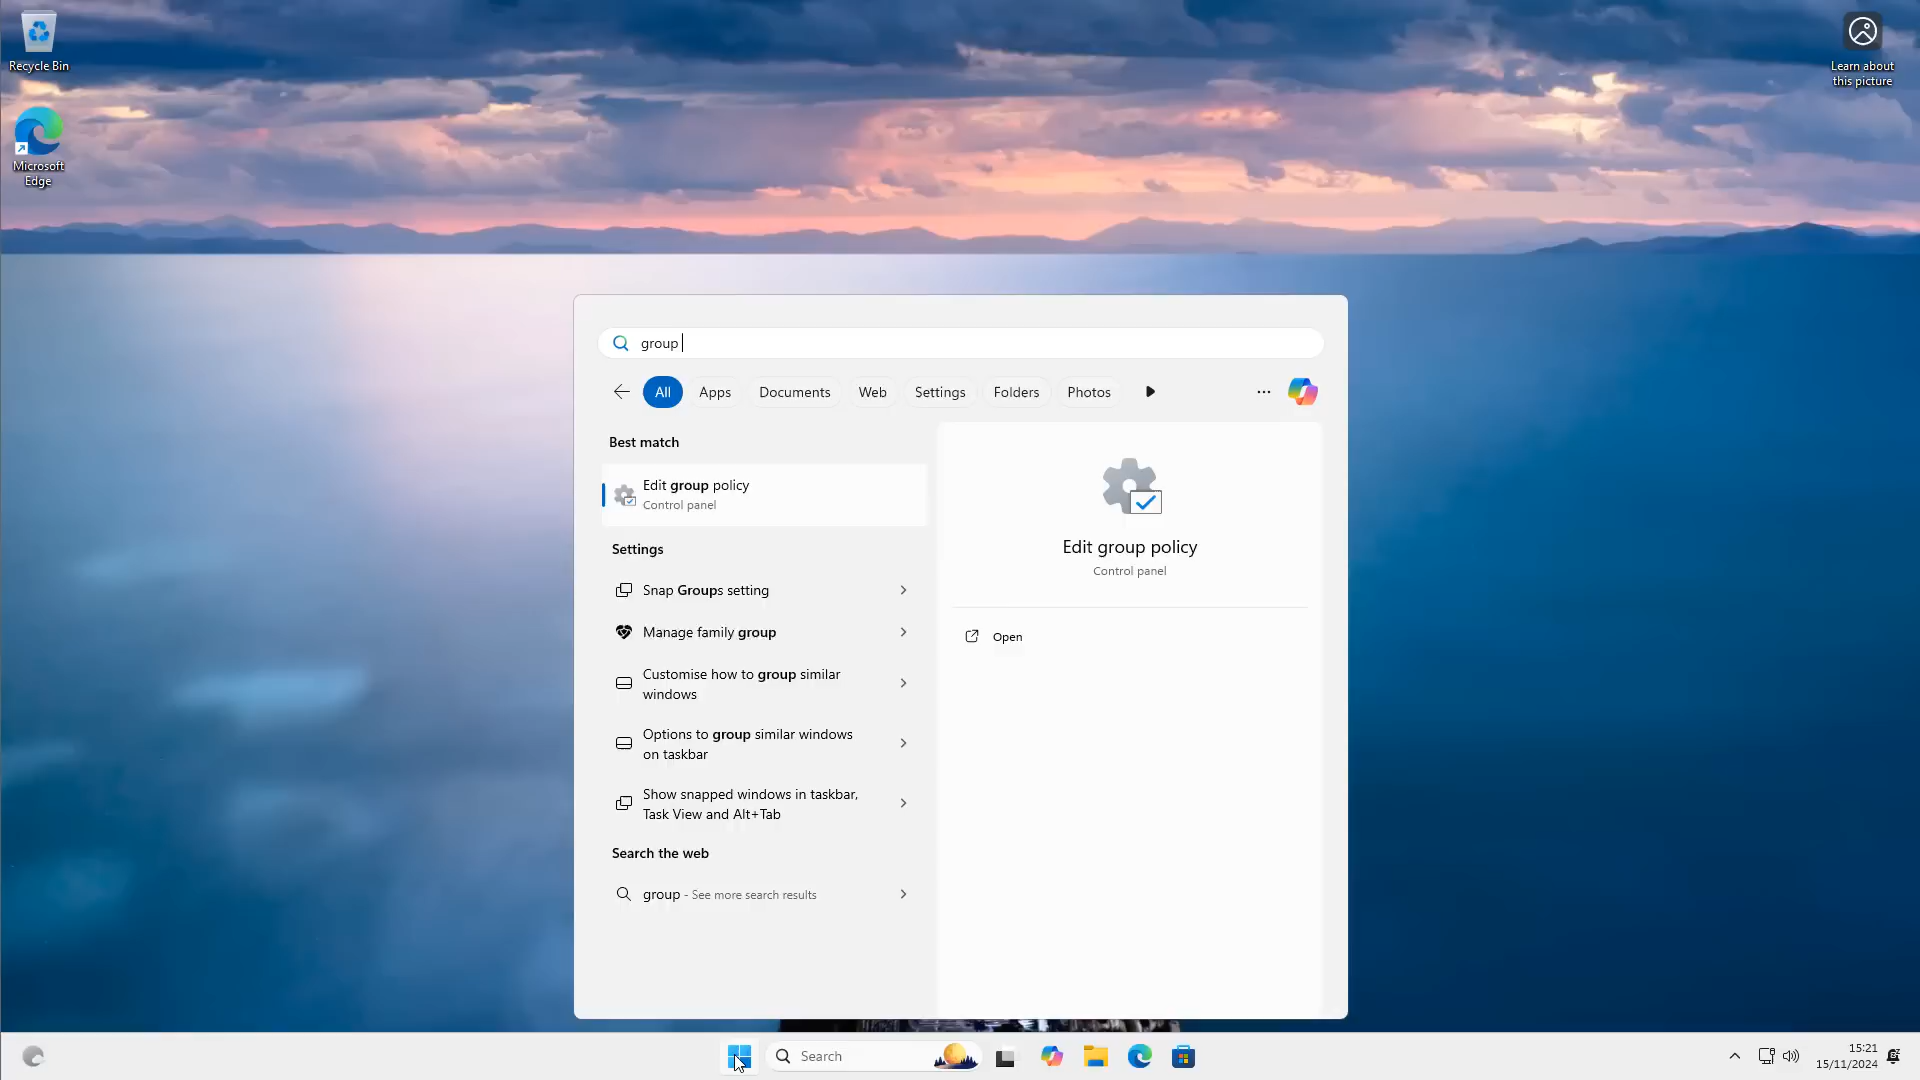 Recycle Bin
Microsoft
Edge
Learn about
this picture
group
All
Apps
Documents
Web
Settings
Folders
Photos
Best match
Edit group policy
Control panel
Settings
Snap Groups setting
Manage family group
Customise how to group similar
windows
Options to group similar windows
on taskbar
Show snapped windows in taskbar,
Task View and Alt+Tab
Search the web
group - See more search results
Edit group policy
Control panel
Open
Search
15:21
15/11/2024